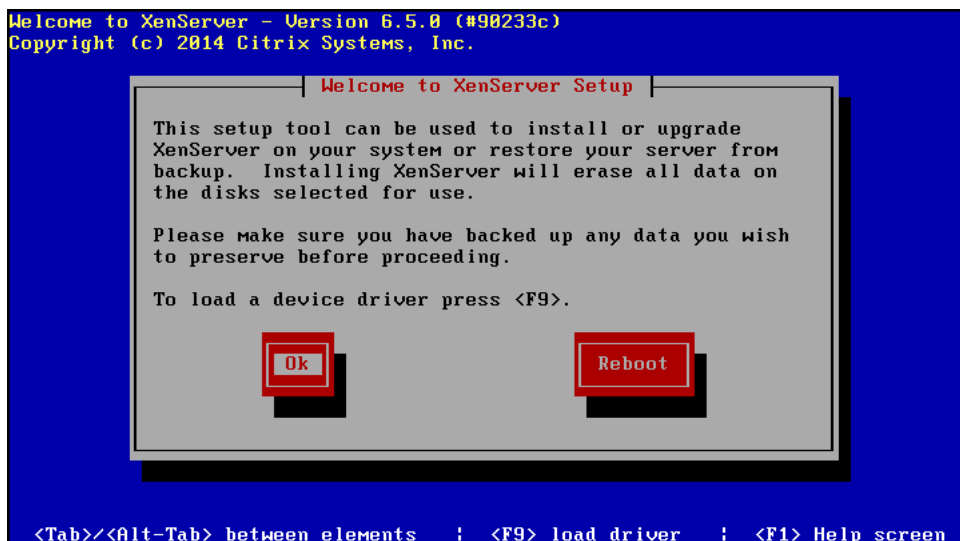 Welcome to XenServer - Version 6.5.0 (#90233c)
Copyright (c) 2014 Citrix Systems, Inc.
Welcome to XenServer Setup
This setup tool can be used to install or upgrade
XenServer on your system or restore your server from
backup.  Installing XenServer will erase all data on
the disks selected for use.
Please make sure you have backed up any data you wish
to preserve before proceeding.
To load a device driver press <F9>.
Ok Reboot
<Tab>/<Alt-Tab> between elements | <F9> load driver | <F1> Help screen